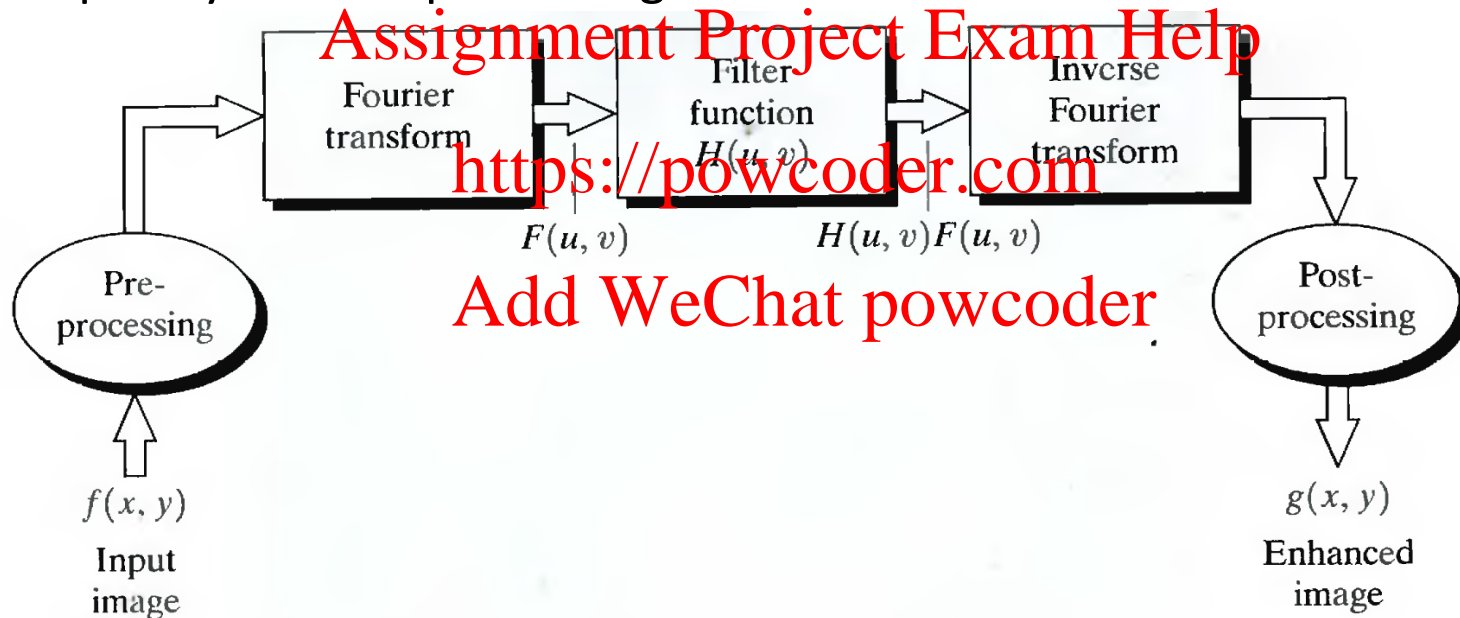 Assignment Project Exam Help
Fourier
transform
Filter
function
H(u, v)
Inverse
Fourier
transform
https://powcoder.com
F(u, v)
H(u, v)F(u, v)
Add WeChat powcoder
Pre-
processing
Post-
processing
f(x, y)
Input
image
g(x, y)
Enhanced
image